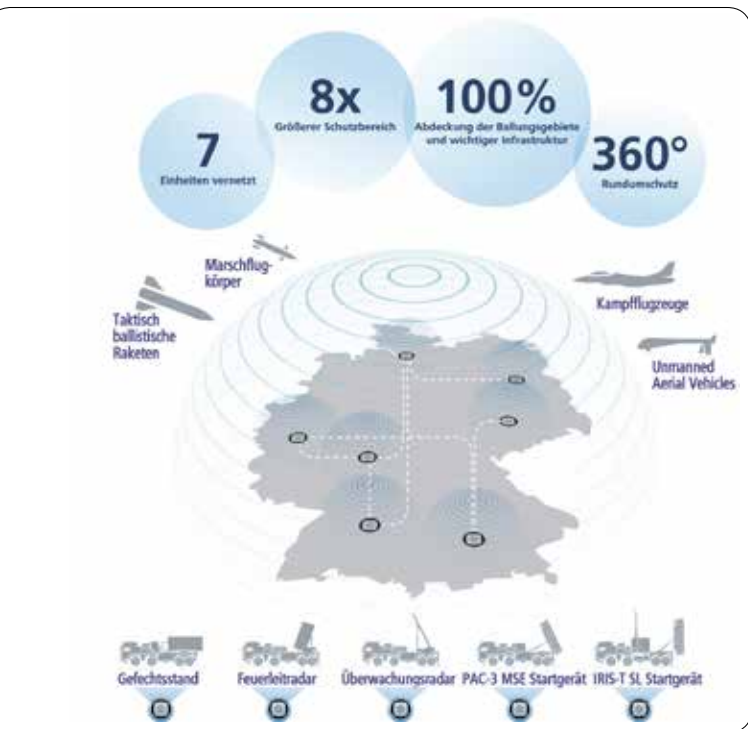 7
Einheiten vernetzt
8x
Größerer Schutzbereich
100%
Abdeckung der Ballungsgebiete
und wichtiger Infrastruktur
360°
Rundumschutz
Marschflug-
körper
Taktisch
ballistische
Raketen
Kampfflugzeuge
Unmanned
Aerial Vehicles
Gefechtsstand
Feuerleitradar
Überwachungsradar
PAC-3 MSE Startgerät
IRIS-T SL Startgerät